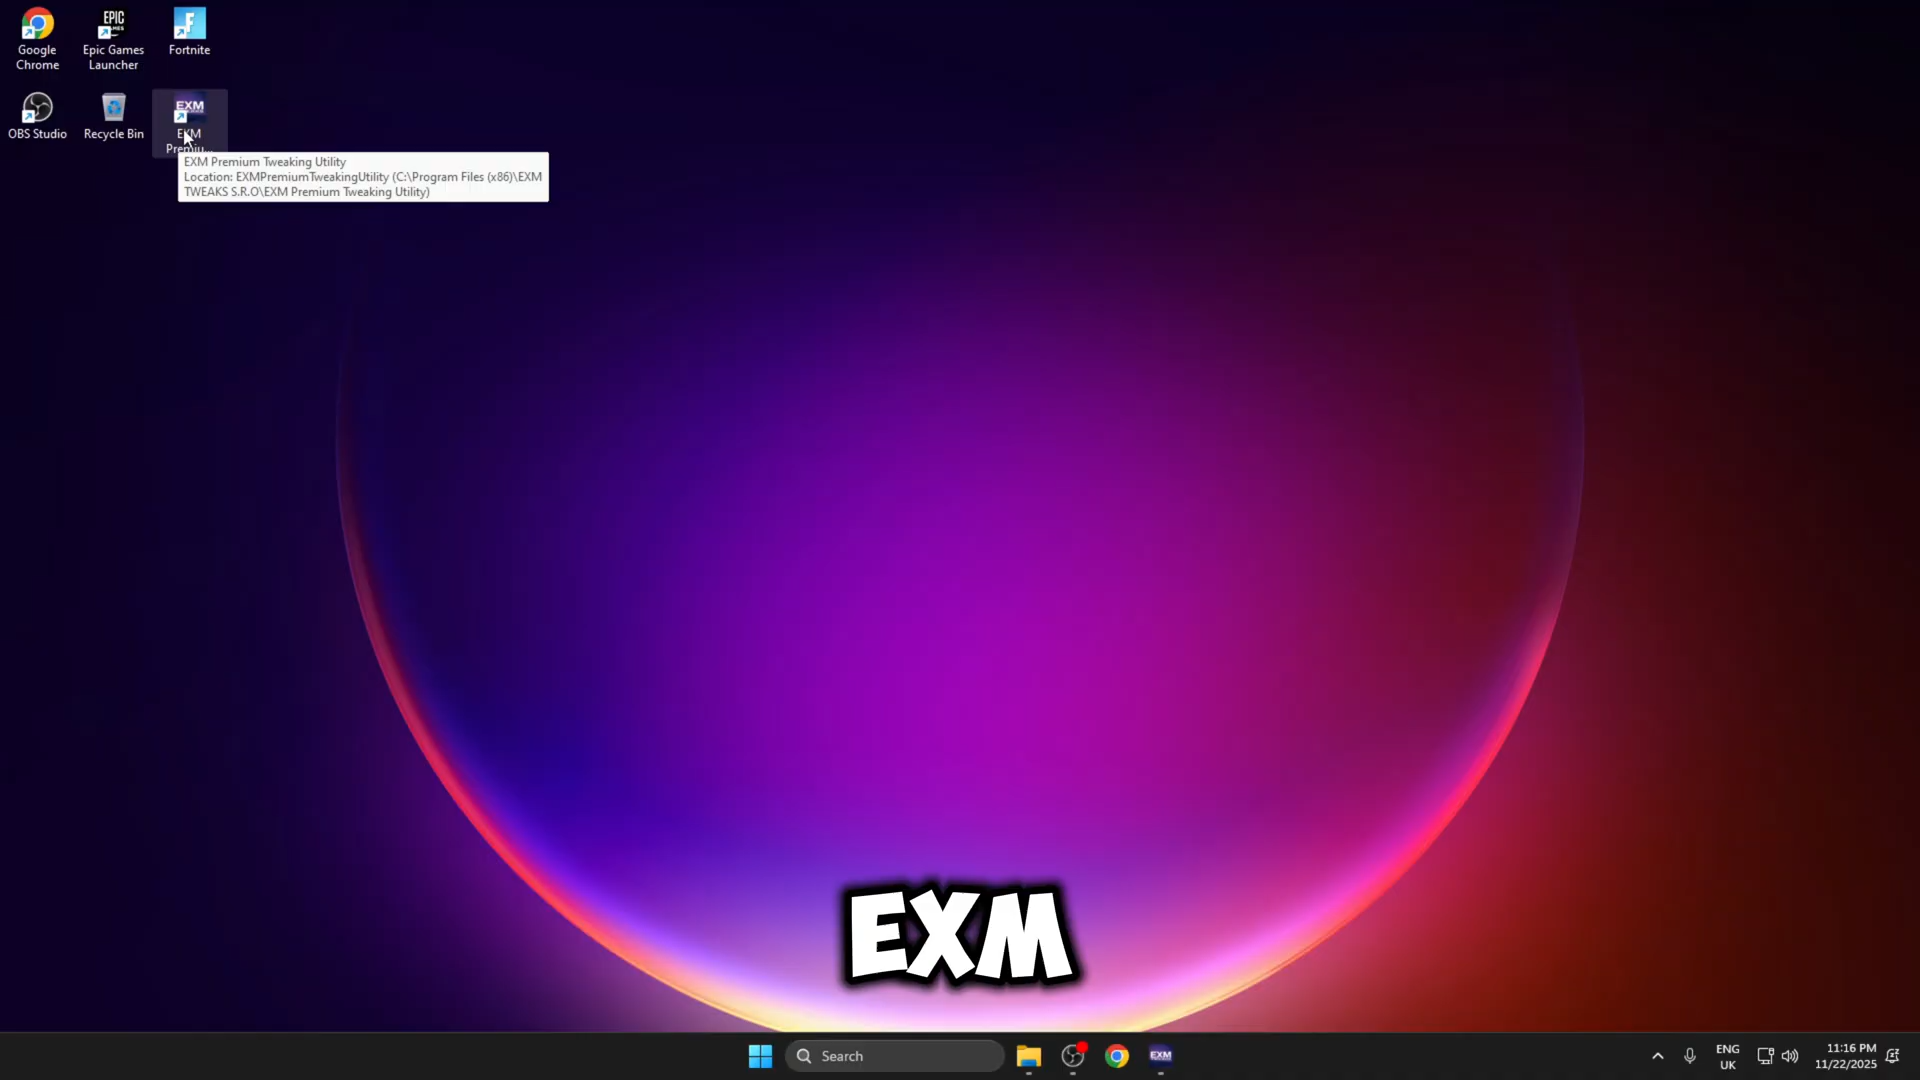 Google
Chrome
Epic Games
Launcher
Fortnite
OBS Studio
Recycle Bin
EXM
EXM
Premiu...
EXM Premium Tweaking Utility
Location: EXMPremiumTweakingUtility (C:\Program Files (x86)\EXM
TWEAKS S.R.O\EXM Premium Tweaking Utility)
EXM
Search
EXM
ENG
UK
11:16 PM
11/22/2025